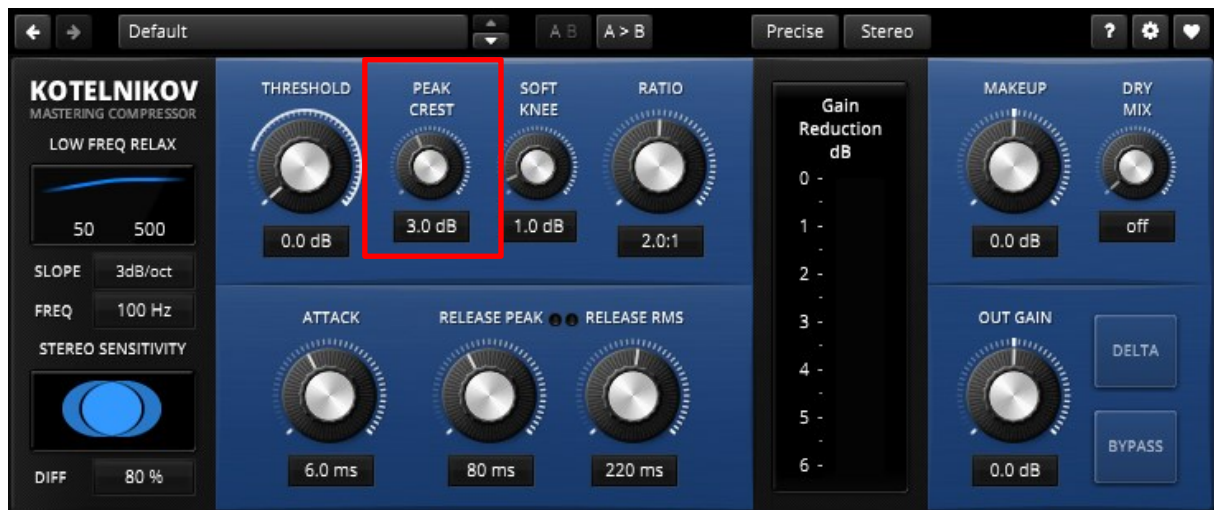 Default
A B
A > B
Precise
Stereo
?
KOTELNIKOV
MASTERING COMPRESSOR
LOW FREQ RELAX
50 500
SLOPE 3dB/oct
FREQ 100 Hz
STEREO SENSITIVITY
DIFF 80 %
THRESHOLD
0.0 dB
PEAK
CREST
3.0 dB
SOFT
KNEE
1.0 dB
RATIO
2.0:1
ATTACK
6.0 ms
RELEASE PEAK
80 ms
RELEASE RMS
220 ms
Gain
Reduction
dB
0 -
-
1 -
-
2 -
-
3 -
-
4 -
-
5 -
-
6 -
MAKEUP
0.0 dB
DRY
MIX
off
OUT GAIN
0.0 dB
DELTA
BYPASS